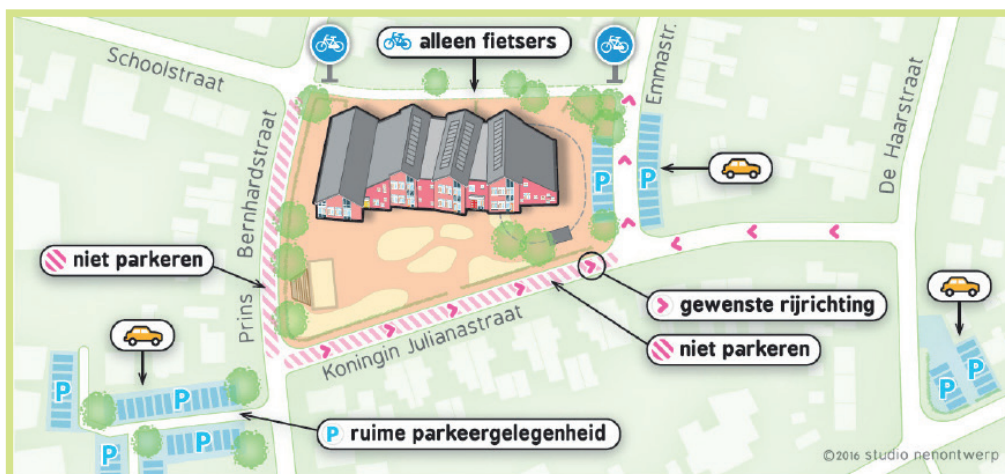 alleen fietsers
Schoolstraat
Emmastr.
De Haarstraat
Prins Bernhardstraat
P
P
niet parkeren
gewenste rijrichting
Koningin Julianastraat
niet parkeren
P
P
P
P
P
P
P
P ruime parkeergelegenheid
©2016 studio nenontwerp